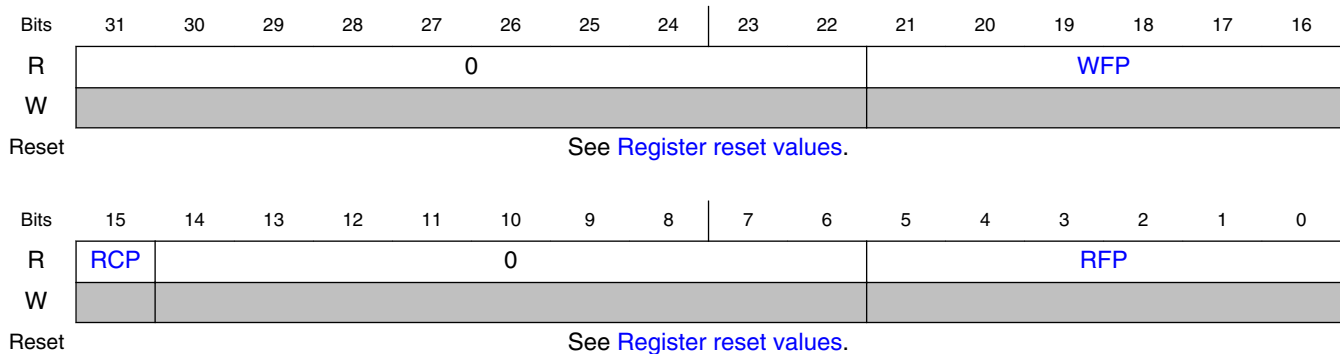 Bits 31 30 29 28 27 26 25 24 23 22 21 20 19 18 17 16
R 0 WFP
W
Reset See Register reset values.
Bits 15 14 13 12 11 10 9 8 7 6 5 4 3 2 1 0
R RCP 0 RFP
W
Reset See Register reset values.